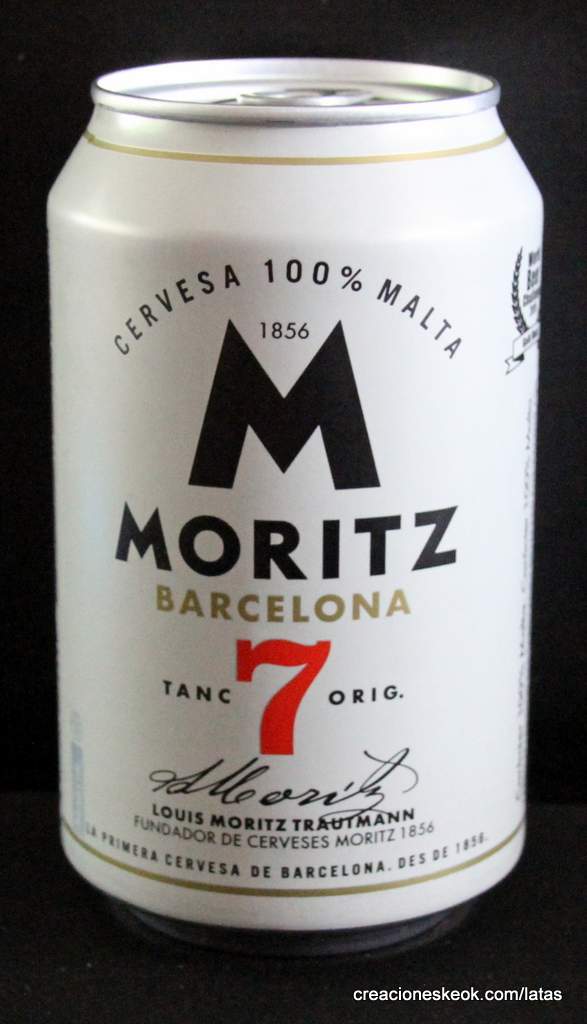 CERVESA 100% MALTA
1856
M
MORITZ
BARCELONA
TANC 7 ORIG.
Moritz
LOUIS MORITZ TRAUTMANN
FUNDADOR DE CERVESES MORITZ 1856
LA PRIMERA CERVESA DE BARCELONA. DES DE 1856.
creacioneskeok.com/latas